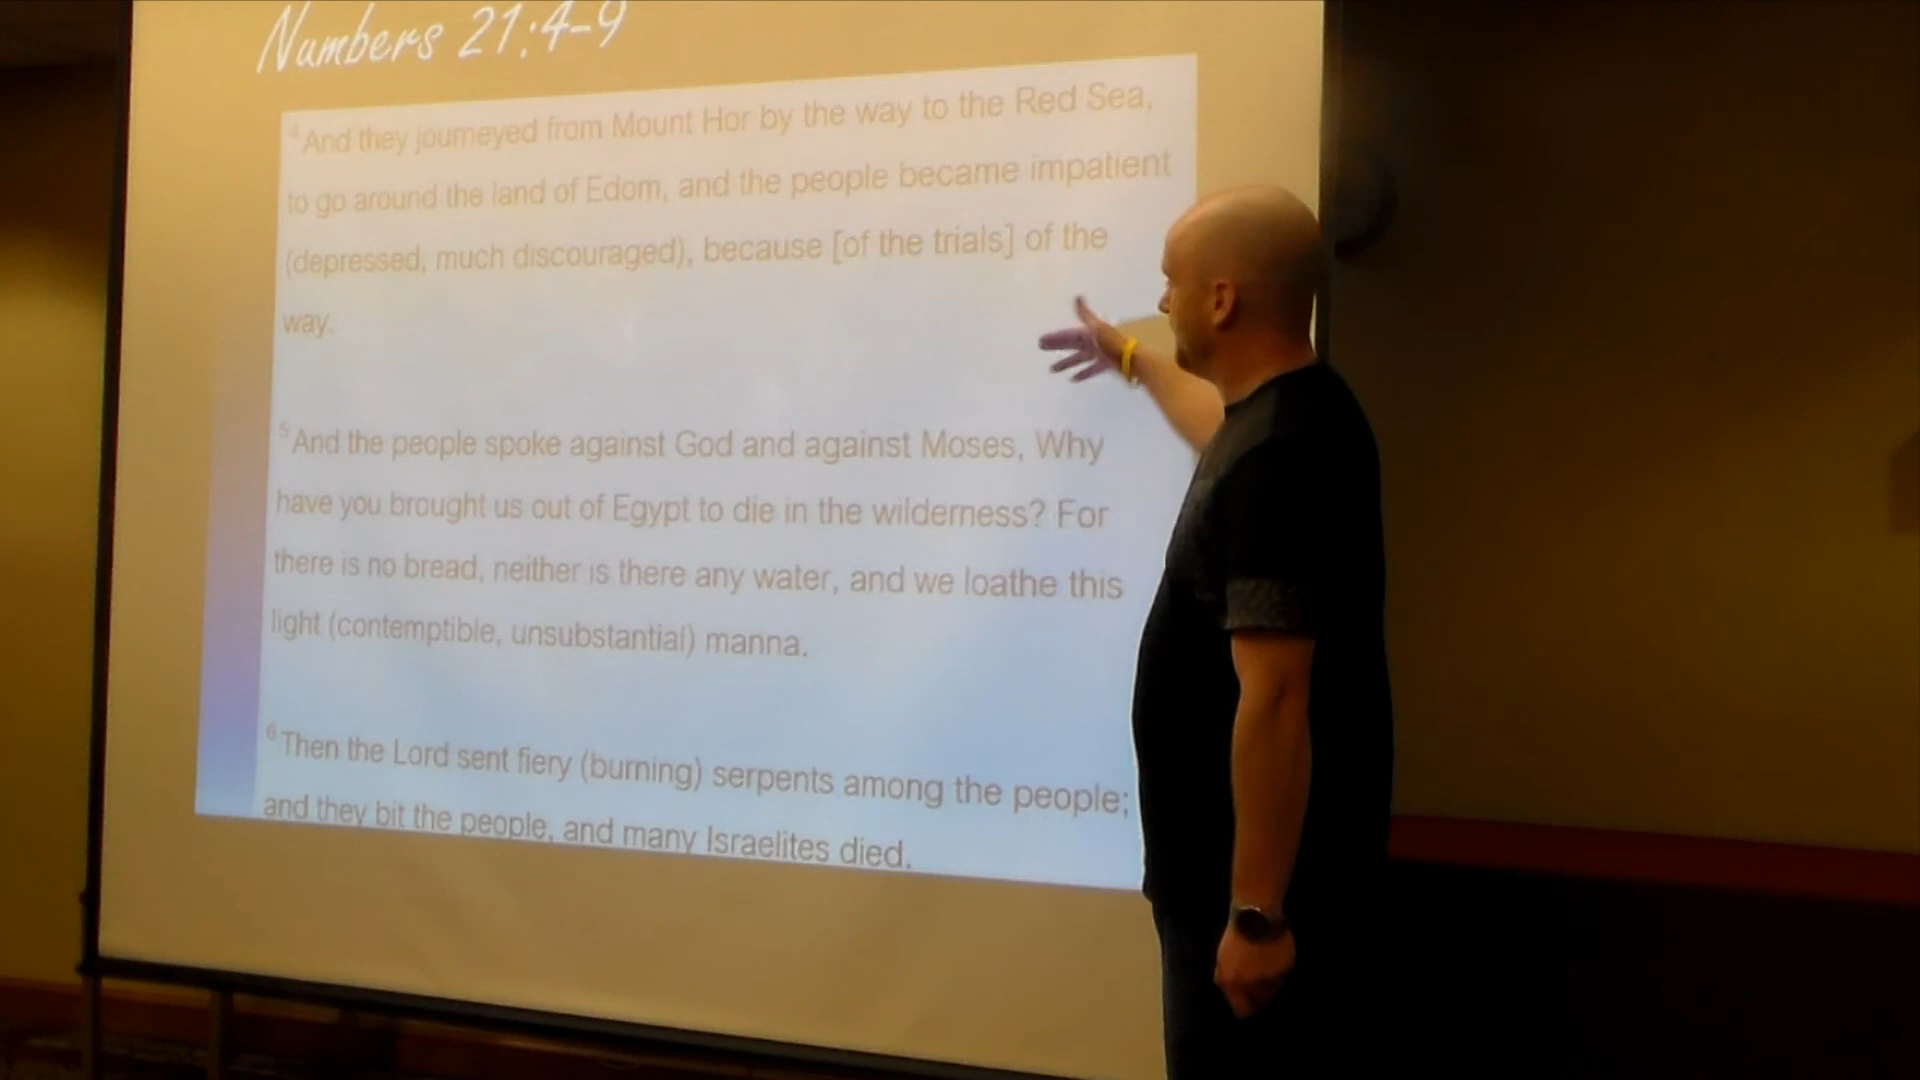 Numbers 21:4-9
4 And they journeyed from Mount Hor by the way to the Red Sea,
to go around the land of Edom, and the people became impatient
(depressed, much discouraged), because [of the trials] of the
way.
5 And the people spoke against God and against Moses, Why
have you brought us out of Egypt to die in the wilderness? For
there is no bread, neither is there any water, and we loathe this
light (contemptible, unsubstantial) manna.
6 Then the Lord sent fiery (burning) serpents among the people;
and they bit the people, and many Israelites died.